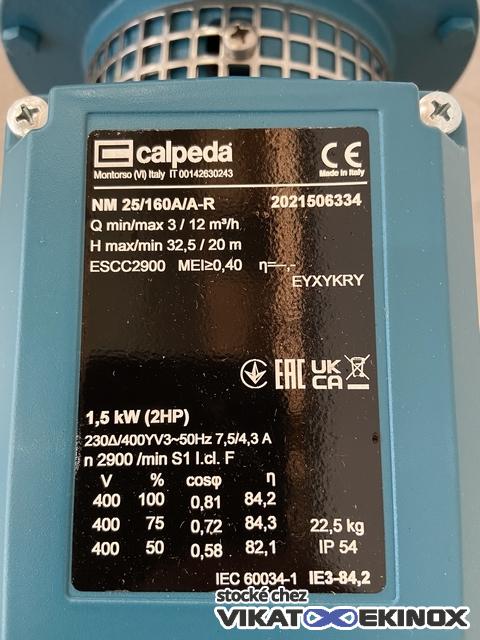 calpeda
CE
Montorso (VI) Italy IT 00142630243
Made in Italy
NM 25/160A/A-R 2021506334
Q min/max 3 / 12 m³/h
H max/min 32,5 / 20 m
ESCC2900 MEI≥0,40 η=–,–
EYXYKRY
EAC UK CA
1,5 kW (2HP)
230Δ/400YV3~50Hz 7,5/4,3 A
n 2900 /min S1 I.cl. F
V % cosφ η
400 100 0,81 84,2
400 75 0,72 84,3 22,5 kg
400 50 0,58 82,1 IP 54
IEC 60034-1 IE3-84,2
stocké chez
VIKAT EKINOX